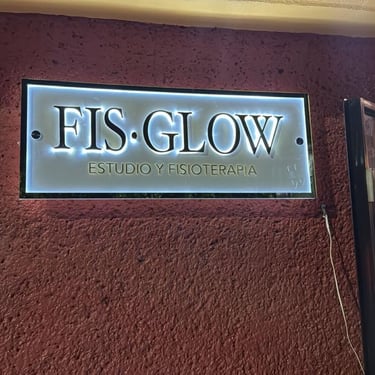 FIS·GLOW
ESTUDIO Y FISIOTERAPIA